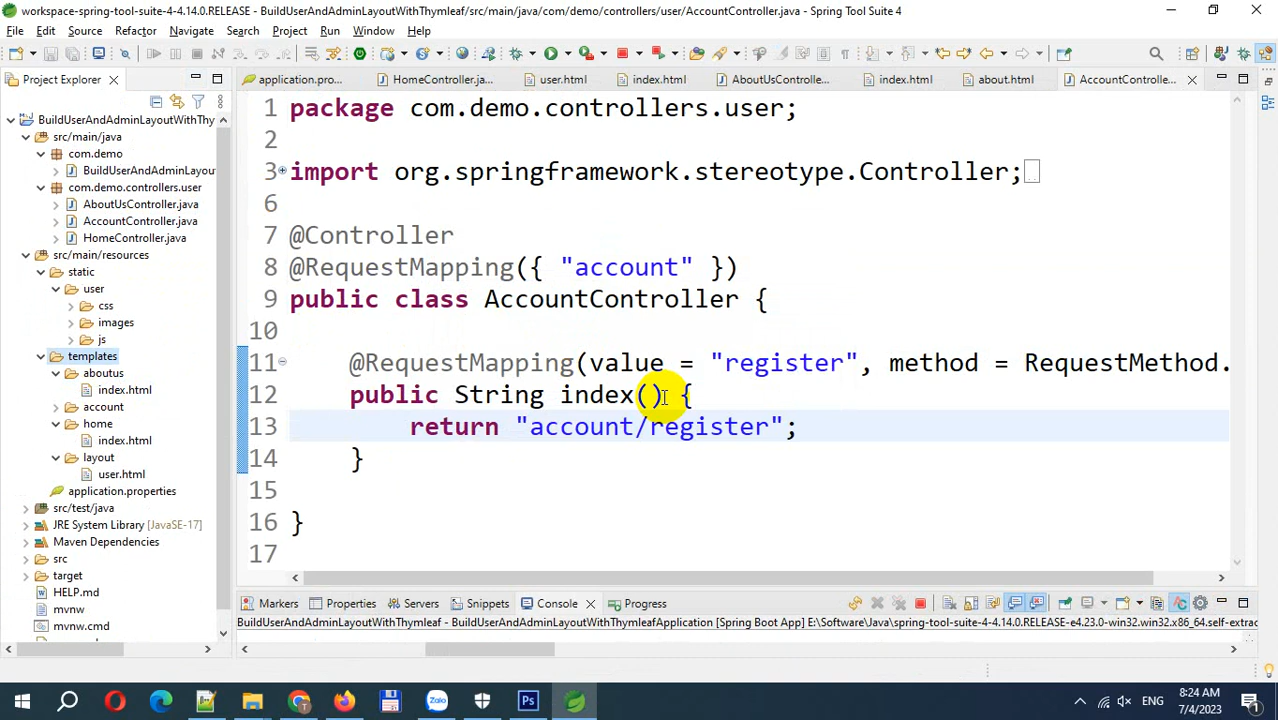 workspace-spring-tool-suite-4-4.14.0.RELEASE - BuildUserAndAdminLayoutWithThymleaf/src/main/java/com/demo/controllers/user/AccountController.java - Spring Tool Suite 4
File Edit Source Refactor Navigate Search Project Run Window Help
Project Explorer
application.pro...
HomeController.ja...
user.html
index.html
AboutUsControlle...
index.html
about.html
AccountControlle...
BuildUserAndAdminLayoutWithThy
src/main/java
com.demo
BuildUserAndAdminLayout
com.demo.controllers.user
AboutUsController.java
AccountController.java
HomeController.java
src/main/resources
static
user
css
images
js
templates
aboutus
index.html
account
home
index.html
layout
user.html
application.properties
src/test/java
JRE System Library [JavaSE-17]
Maven Dependencies
src
target
HELP.md
mvnw
mvnw.cmd
1 package com.demo.controllers.user;
2
3 import org.springframework.stereotype.Controller;
6
7 @Controller
8 @RequestMapping({ "account" })
9 public class AccountController {
10
11 @RequestMapping(value = "register", method = RequestMethod.
12 public String index() {
13 return "account/register";
14 }
15
16 }
17
Markers Properties Servers Snippets Console Progress
BuildUserAndAdminLayoutWithThymleaf - BuildUserAndAdminLayoutWithThymleafApplication [Spring Boot App] E:\Software\Java\spring-tool-suite-4-4.14.0.RELEASE-e4.23.0-win32.win32.x86_64.self-extrac
Zalo
Ps
ENG
8:24 AM
7/4/2023
1